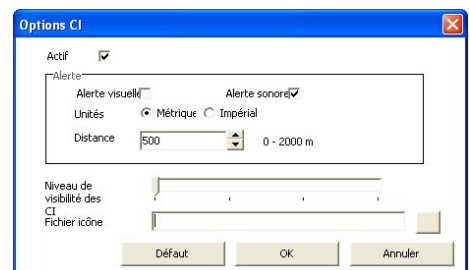 Options CI
Actif
Alerte
Alerte visuelle
Alerte sonore
Unités
Métrique
Impérial
Distance
500
0 - 2000 m
Niveau de
visibilité des
CI
Fichier icône
Défaut
OK
Annuler